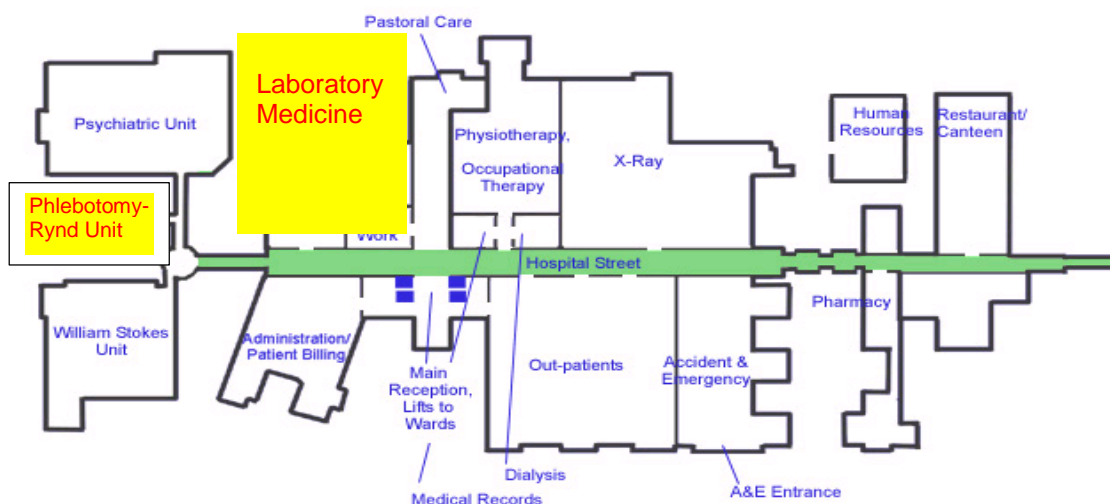 Pastoral Care
Laboratory
Medicine
Psychiatric Unit
Physiotherapy,
Occupational
Therapy
X-Ray
Human
Resources
Restaurant/
Canteen
Phlebotomy-
Rynd Unit
Work
Hospital Street
William Stokes
Unit
Administration/
Patient Billing
Main
Reception,
Lifts to
Wards
Out-patients
Accident &
Emergency
Pharmacy
Dialysis
Medical Records
A&E Entrance